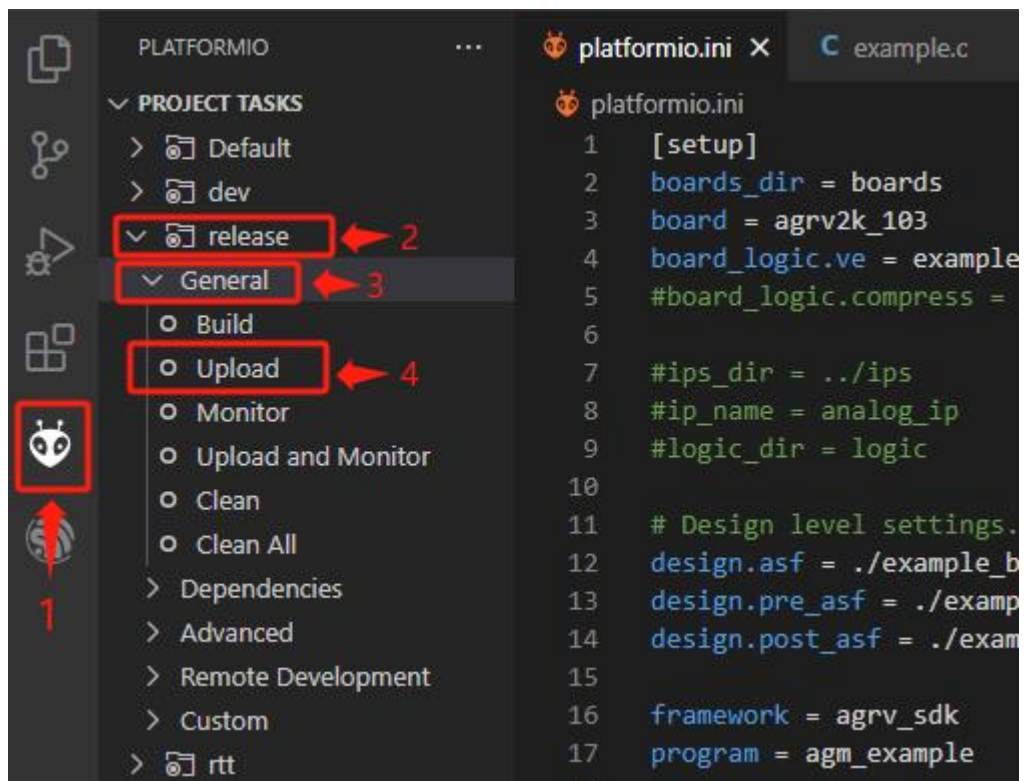 PLATFORMIO ···
PROJECT TASKS
Default
dev
release
2
General
3
Build
Upload
4
Monitor
Upload and Monitor
Clean
Clean All
1
Dependencies
Advanced
Remote Development
Custom
rtt
platformio.ini
C example.c
platformio.ini
1 [setup]
2 boards_dir = boards
3 board = agrv2k_103
4 board_logic.ve = example
5 #board_logic.compress =
6
7 #ips_dir = ../ips
8 #ip_name = analog_ip
9 #logic_dir = logic
10
11 # Design level settings.
12 design.asf = ./example_b
13 design.pre_asf = ./examp
14 design.post_asf = ./exam
15
16 framework = agrv_sdk
17 program = agm_example